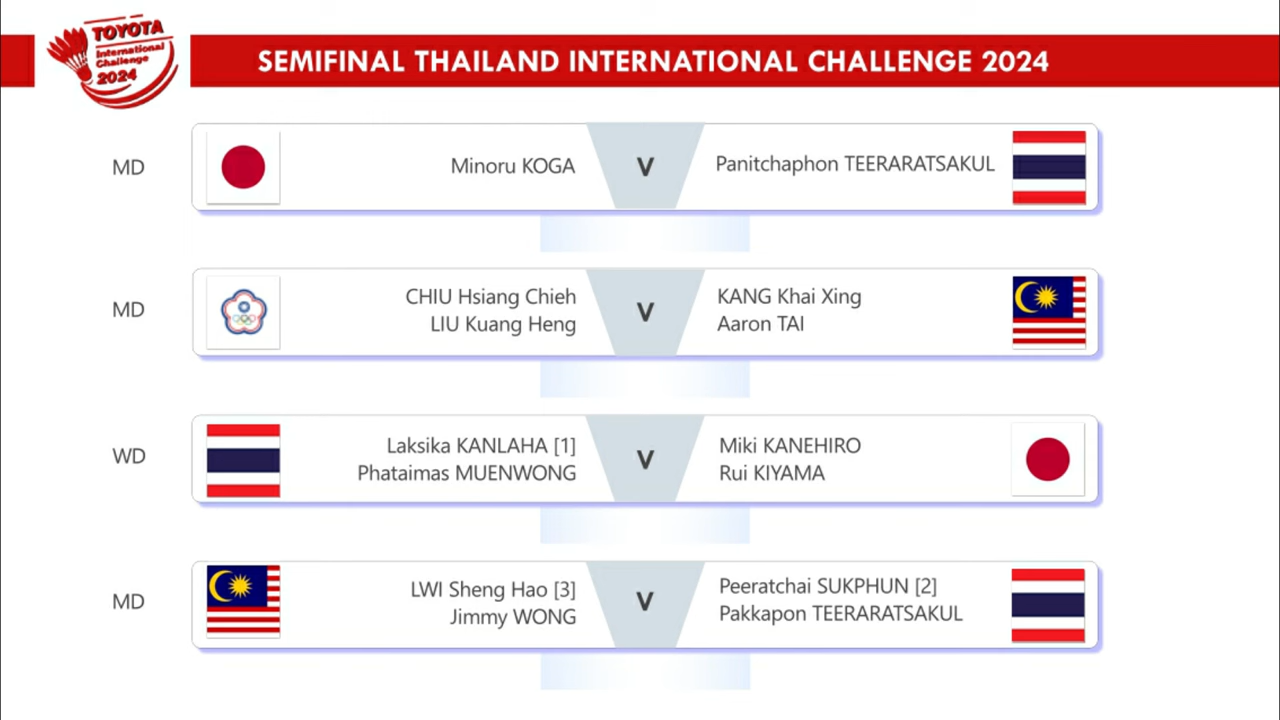 TOYOTA
International
Challenge
2024
SEMIFINAL THAILAND INTERNATIONAL CHALLENGE 2024
MD
Minoru KOGA
V
Panitchaphon TEERARATSAKUL
MD
CHIU Hsiang Chieh
LIU Kuang Heng
V
KANG Khai Xing
Aaron TAI
WD
Laksika KANLAHA [1]
Phataimas MUENWONG
V
Miki KANEHIRO
Rui KIYAMA
MD
LWI Sheng Hao [3]
Jimmy WONG
V
Peeratchai SUKPHUN [2]
Pakkapon TEERARATSAKUL